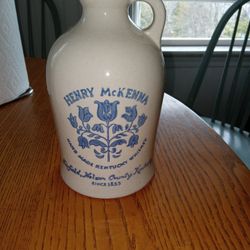 HENRY McKENNA
HAND MADE KENTUCKY WHISKEY
Fairfield, Nelson County, Kentucky
SINCE 1855